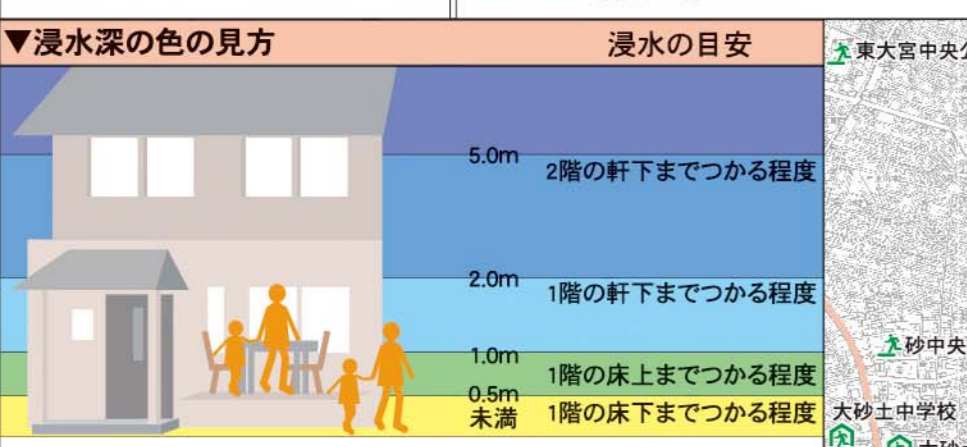 ▼浸水深の色の見方
浸水の目安
5.0m
2階の軒下までつかる程度
2.0m
1階の軒下までつかる程度
1.0m
1階の床上までつかる程度
0.5m
未満
1階の床下までつかる程度
東大宮中央
砂中央
大砂土中学校